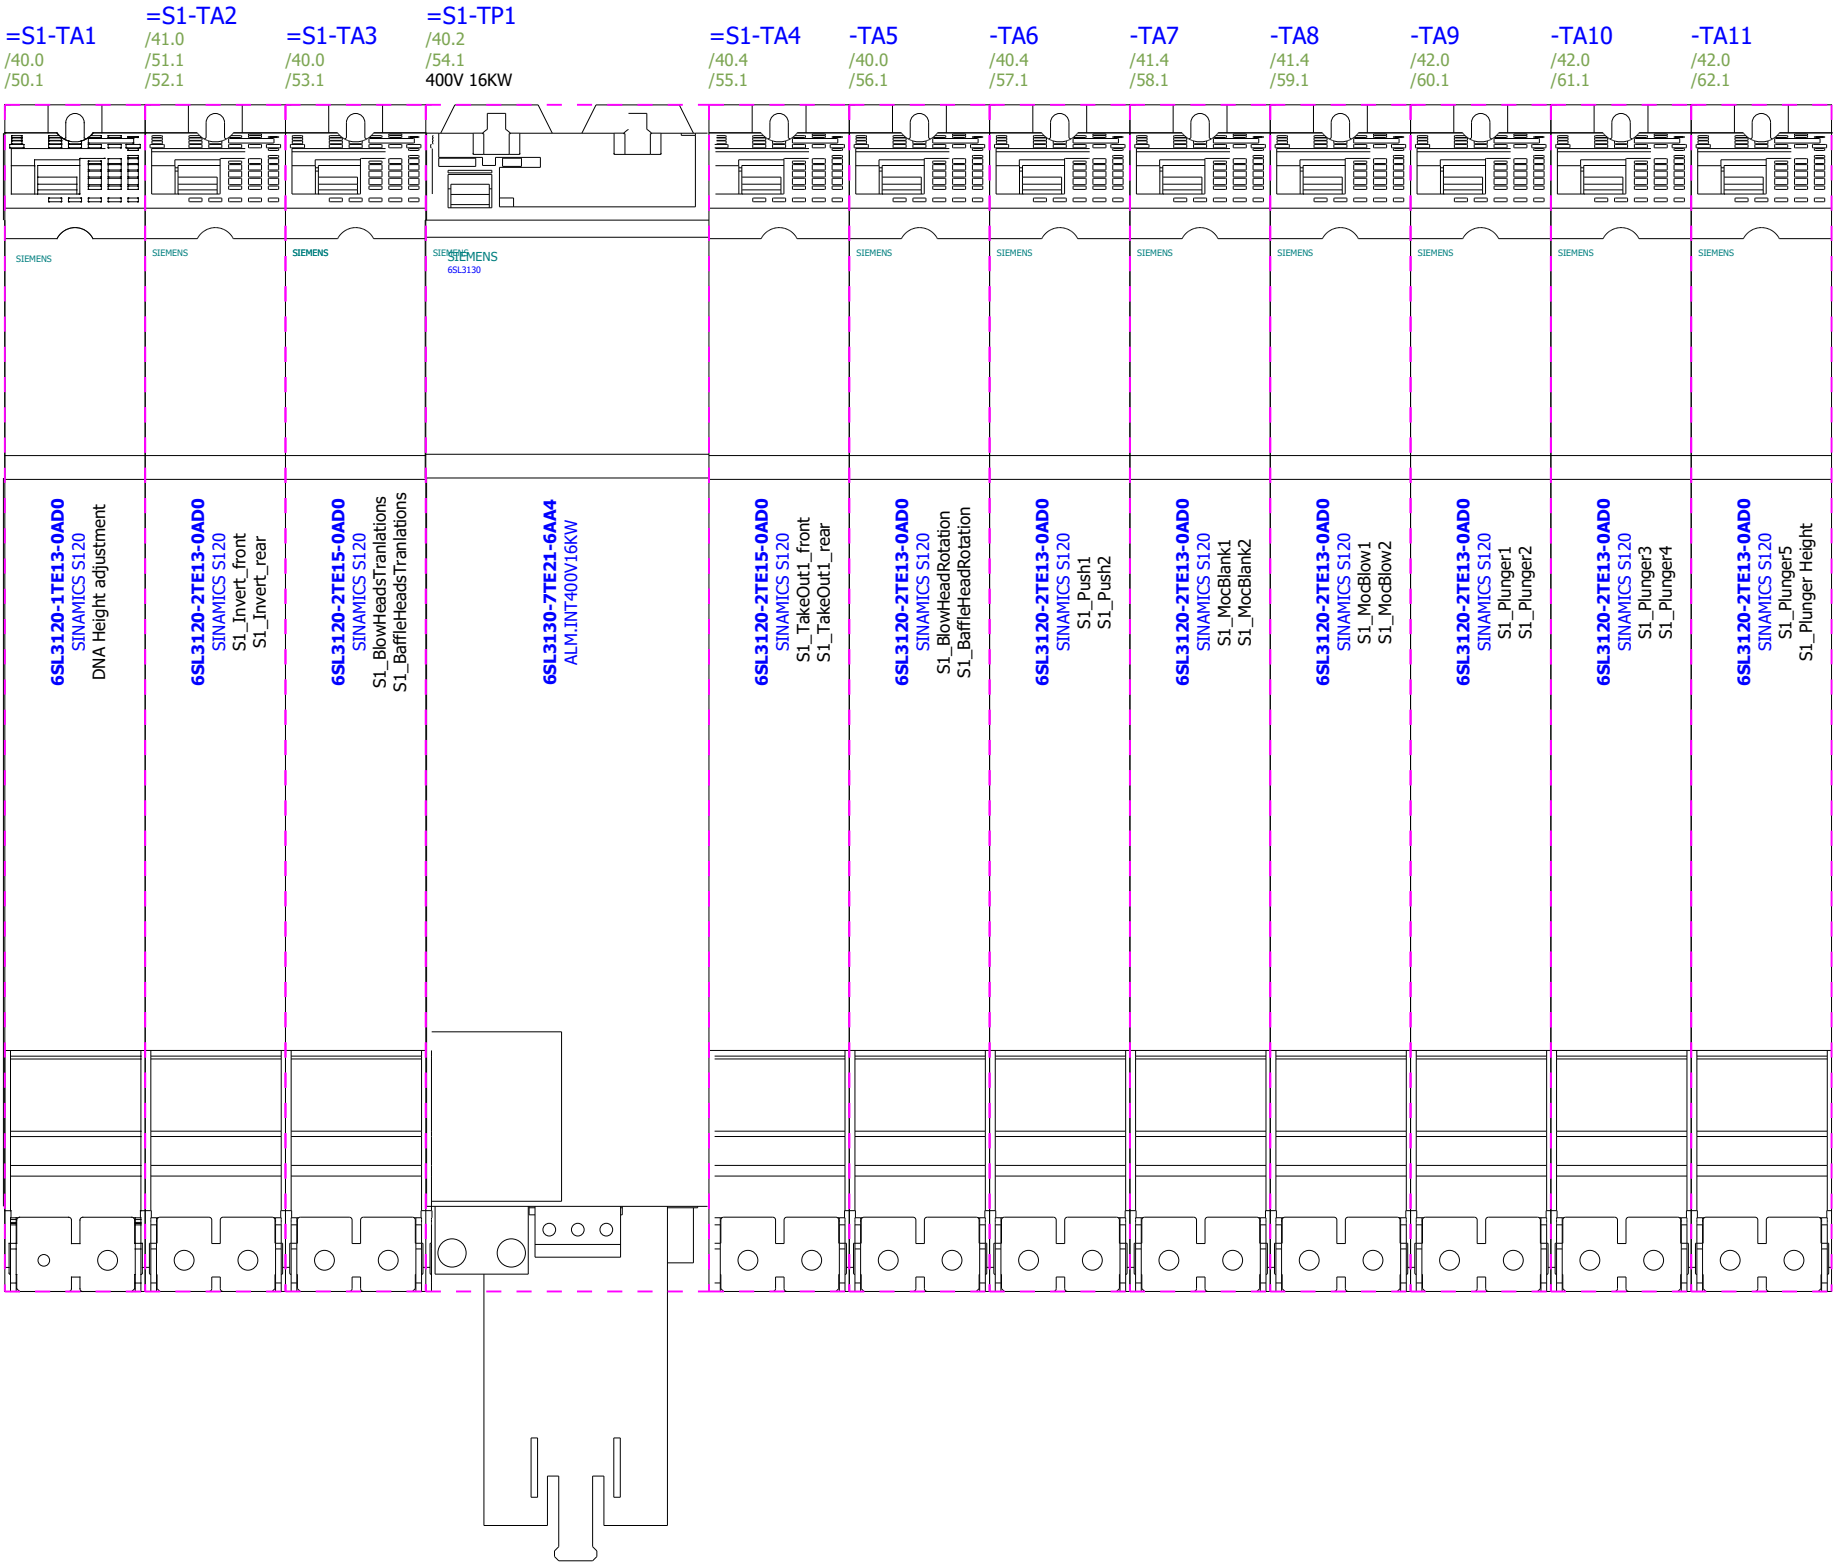 =S1-TA1
/40.0
/50.1
=S1-TA2
/41.0
/51.1
/52.1
=S1-TA3
/40.0
/53.1
=S1-TP1
/40.2
/54.1
400V 16KW
=S1-TA4
/40.4
/55.1
-TA5
/40.0
/56.1
-TA6
/40.4
/57.1
-TA7
/41.4
/58.1
-TA8
/41.4
/59.1
-TA9
/42.0
/60.1
-TA10
/42.0
/61.1
-TA11
/42.0
/62.1
SIEMENS
SIEMENS
SIEMENS
SIEMENS
SIEMENS
6SL3130
SIEMENS
SIEMENS
SIEMENS
SIEMENS
SIEMENS
SIEMENS
SIEMENS
6SL3120-1TE13-0AD0
SINAMICS S120
DNA Height adjustment
6SL3120-2TE13-0AD0
SINAMICS S120
S1_Invert_front
S1_Invert_rear
6SL3120-2TE15-0AD0
SINAMICS S120
S1_BlowHeadsTranlations
S1_BaffleHeadsTranlations
6SL3130-7TE21-6AA4
ALM.INT400V16KW
6SL3120-2TE15-0AD0
SINAMICS S120
S1_TakeOut1_front
S1_TakeOut1_rear
6SL3120-2TE13-0AD0
SINAMICS S120
S1_BlowHeadRotation
S1_BaffleHeadRotation
6SL3120-2TE13-0AD0
SINAMICS S120
S1_Push1
S1_Push2
6SL3120-2TE13-0AD0
SINAMICS S120
S1_MocBlank1
S1_MocBlank2
6SL3120-2TE13-0AD0
SINAMICS S120
S1_MocBlow1
S1_MocBlow2
6SL3120-2TE13-0AD0
SINAMICS S120
S1_Plunger1
S1_Plunger2
6SL3120-2TE13-0AD0
SINAMICS S120
S1_Plunger3
S1_Plunger4
6SL3120-2TE13-0AD0
SINAMICS S120
S1_Plunger5
S1_Plunger Height